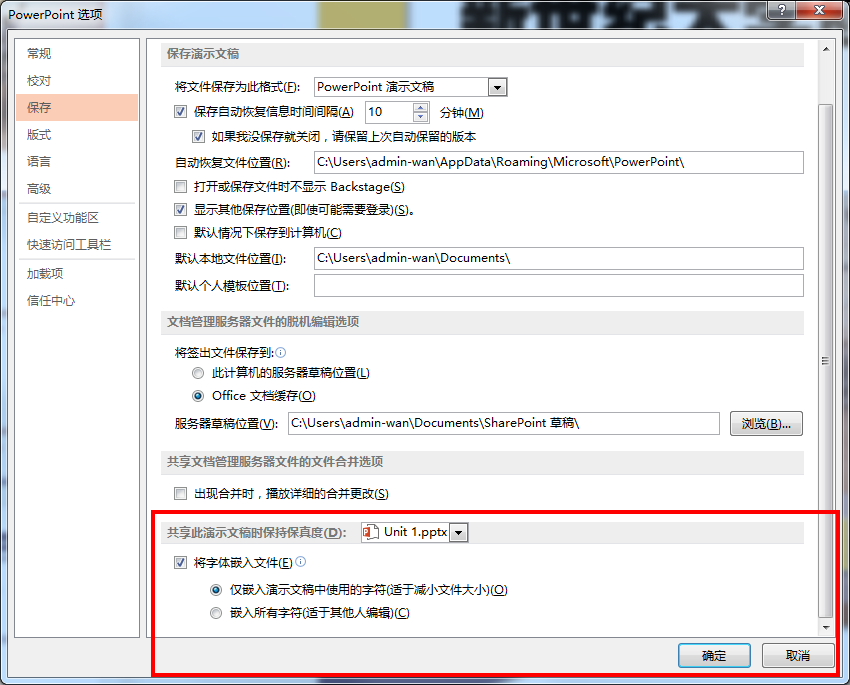 PowerPoint 选项
常规
校对
保存
版式
语言
高级
自定义功能区
快速访问工具栏
加载项
信任中心
保存演示文稿
将文件保存为此格式(F): PowerPoint 演示文稿
保存自动恢复信息时间间隔(A) 10 分钟(M)
如果我没保存就关闭，请保留上次自动保留的版本
自动恢复文件位置(R): C:\Users\admin-wan\AppData\Roaming\Microsoft\PowerPoint\
打开或保存文件时不显示 Backstage(S)
显示其他保存位置(即使可能需要登录)(S)。
默认情况下保存到计算机(C)
默认本地文件位置(I): C:\Users\admin-wan\Documents\
默认个人模板位置(T):
文档管理服务器文件的脱机编辑选项
将签出文件保存到:
此计算机的服务器草稿位置(L)
Office 文档缓存(O)
服务器草稿位置(V): C:\Users\admin-wan\Documents\SharePoint 草稿\ 浏览(B)...
共享文档管理服务器文件的文件合并选项
出现合并时，播放详细的合并更改(S)
共享此演示文稿时保持保真度(D): Unit 1.pptx
将字体嵌入文件(E)
仅嵌入演示文稿中使用的字符(适于减小文件大小)(O)
嵌入所有字符(适于其他人编辑)(C)
确定 取消